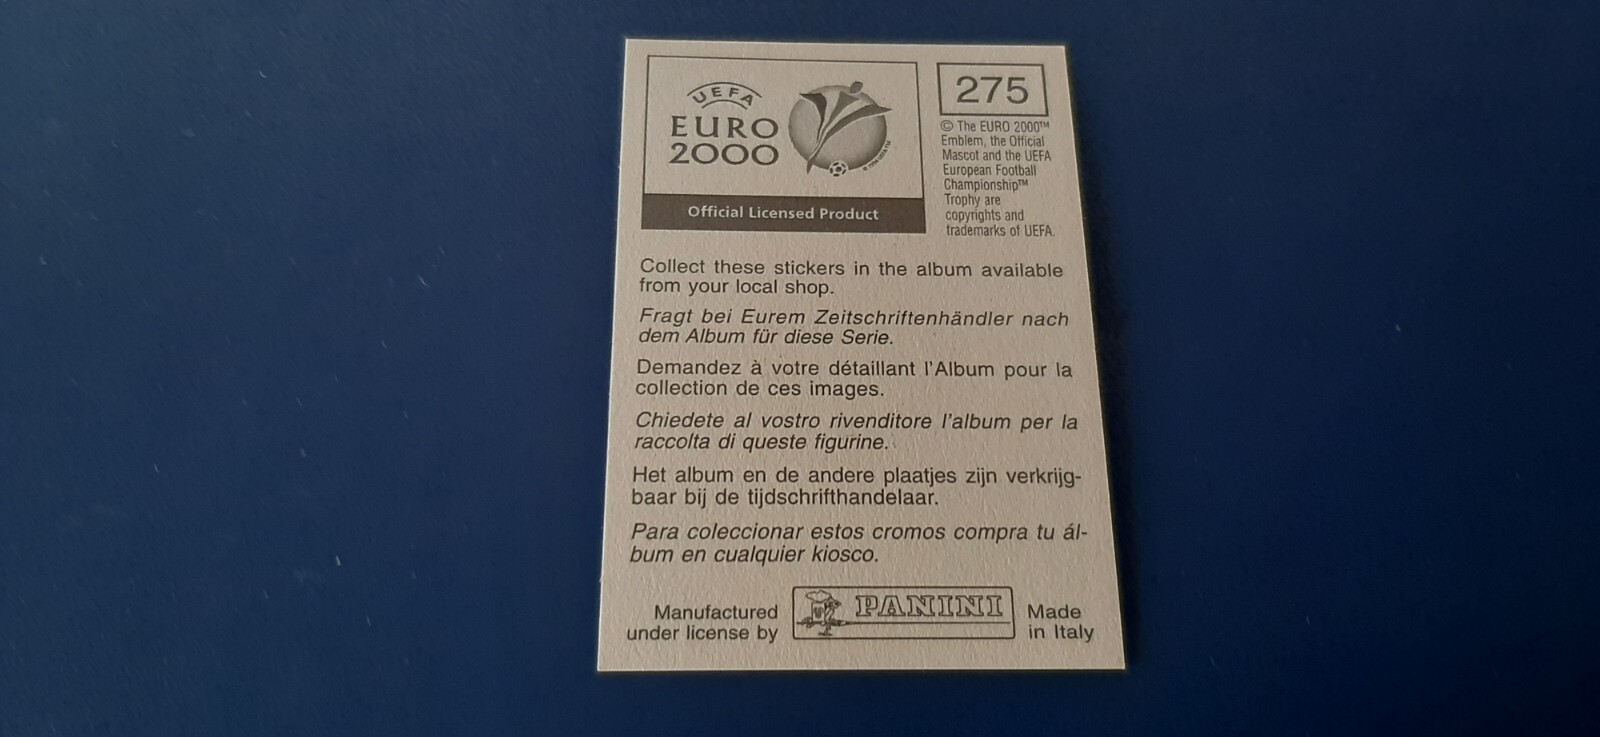 UEFA
EURO
2000
Official Licensed Product
275
© The EURO 2000™
Emblem, the Official
Mascot and the UEFA
European Football
Championship™
Trophy are
copyrights and
trademarks of UEFA.
Collect these stickers in the album available
from your local shop.
Fragt bei Eurem Zeitschriftenhändler nach
dem Album für diese Serie.
Demandez à votre détaillant l'Album pour la
collection de ces images.
Chiedete al vostro rivenditore l'album per la
raccolta di queste figurine.
Het album en de andere plaatjes zijn verkrijg-
baar bij de tijdschrifthandelaar.
Para coleccionar estos cromos compra tu ál-
bum en cualquier kiosco.
Manufactured
under license by
PANINI
Made
in Italy